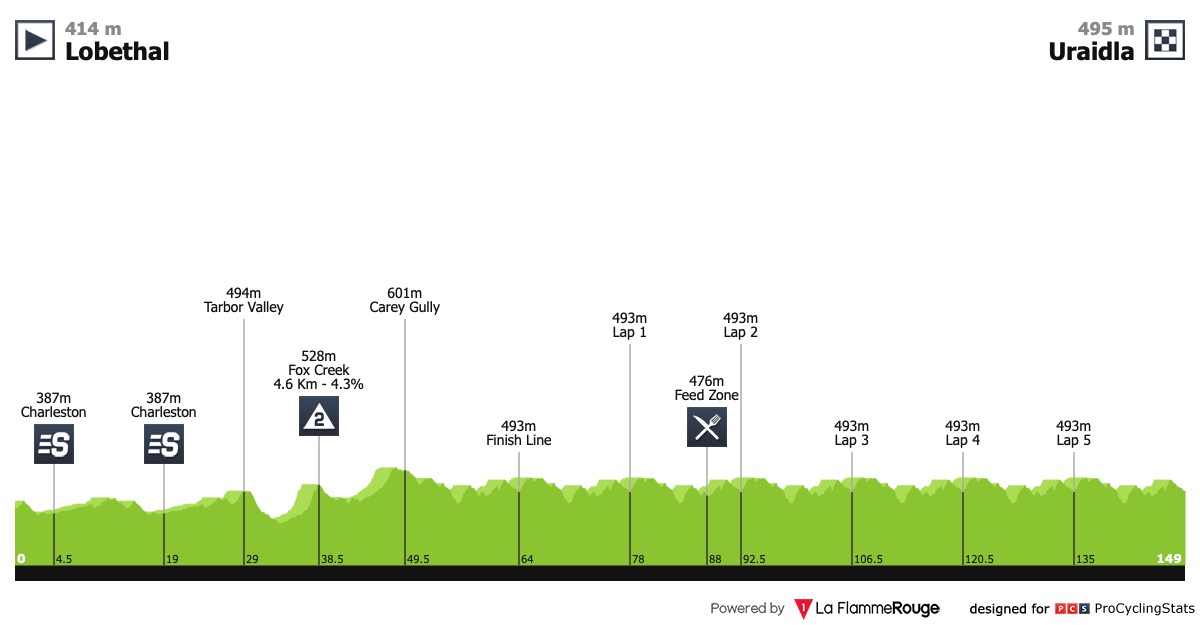 414 m
Lobethal
495 m
Uraidla
494m
Tarbor Valley
601m
Carey Gully
493m
Lap 1
493m
Lap 2
528m
Fox Creek
4.6 Km - 4.3%
2
476m
Feed Zone
387m
Charleston
S
387m
Charleston
S
493m
Finish Line
493m
Lap 3
493m
Lap 4
493m
Lap 5
0
4.5
19
29
38.5
49.5
64
78
88
92.5
106.5
120.5
135
149
Powered by 1 La FlammeRouge designed for PCS ProCyclingStats